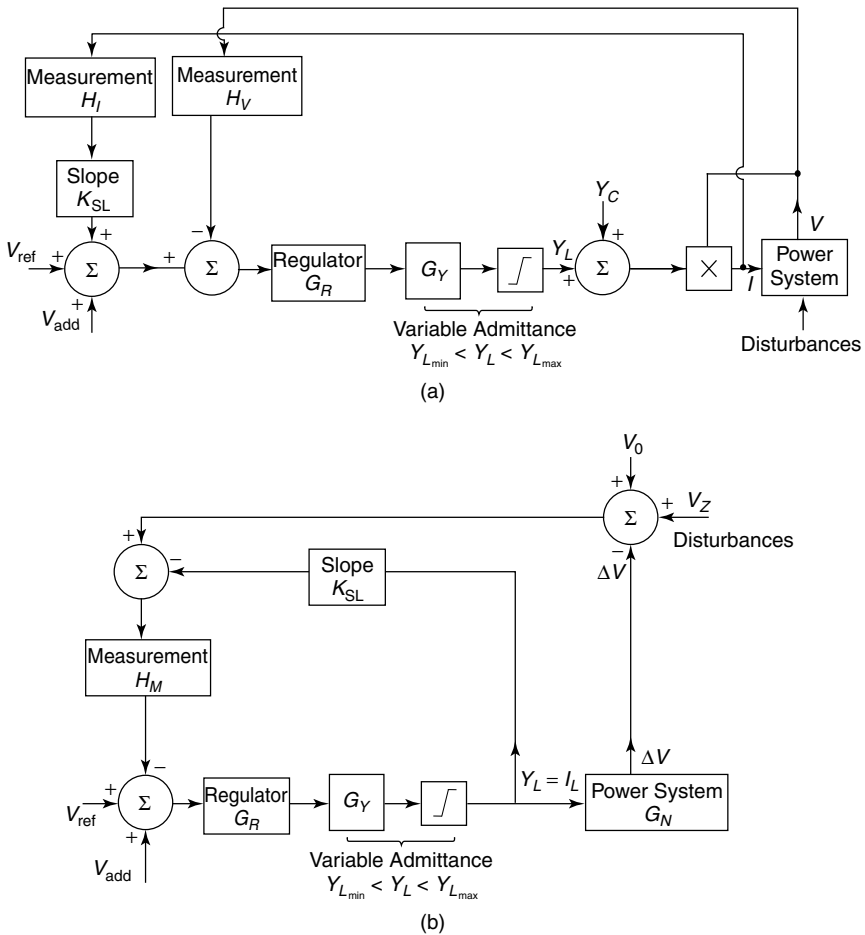 Measurement
H_I
Measurement
H_V
Slope
K_SL
Y_C
V_ref
+
+
+
Σ
V_add
+
−
Σ
Regulator
G_R
G_Y
Y_L
+
+
Σ
×
I
V
Power
System
Disturbances
Variable Admittance
Y_Lmin < Y_L < Y_Lmax
(a)
V_0
+
Σ
+
V_Z
Disturbances
−
ΔV
+
Σ
−
Slope
K_SL
Measurement
H_M
ΔV
−
+
V_ref
Σ
+
V_add
Regulator
G_R
G_Y
Y_L = I_L
Power System
G_N
Variable Admittance
Y_Lmin < Y_L < Y_Lmax
(b)